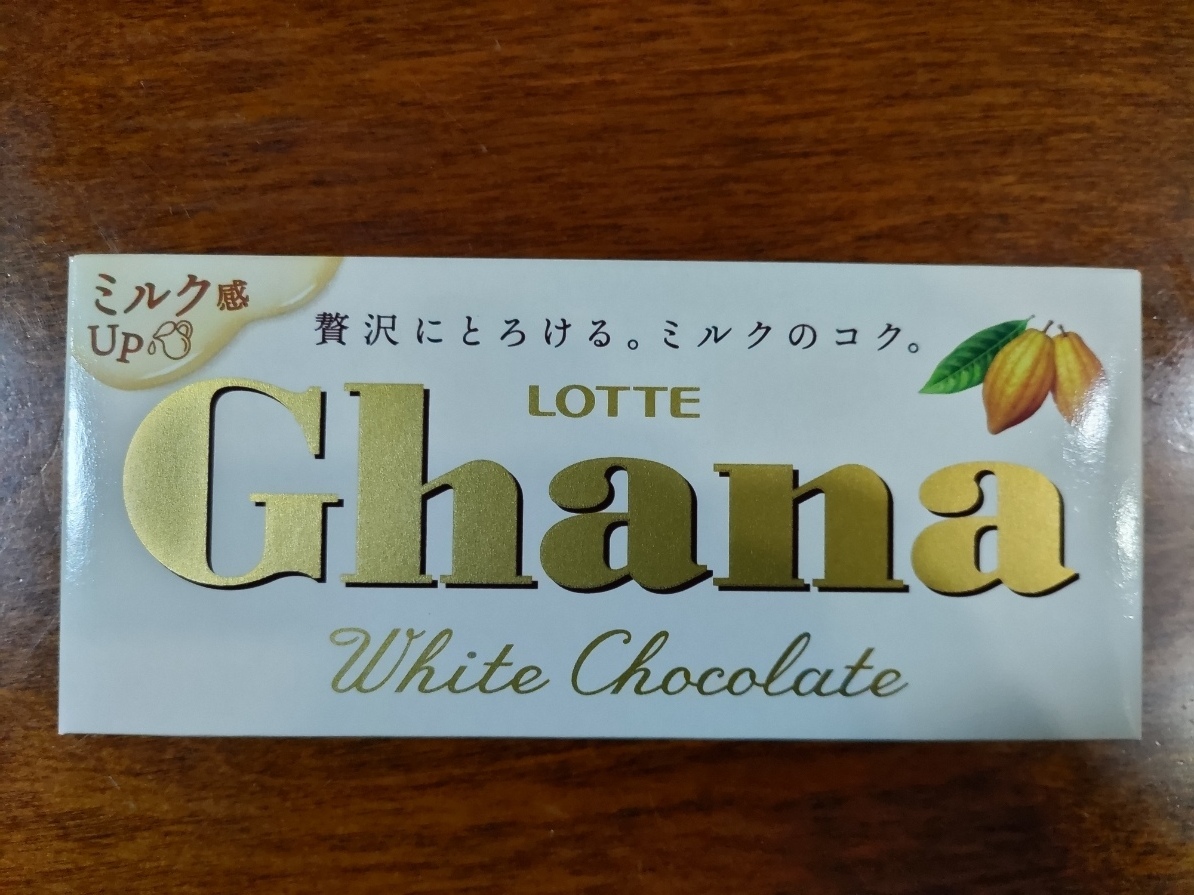 ミルク感
Up
贅沢にとろける。ミルクのコク。
LOTTE
Ghana
White Chocolate